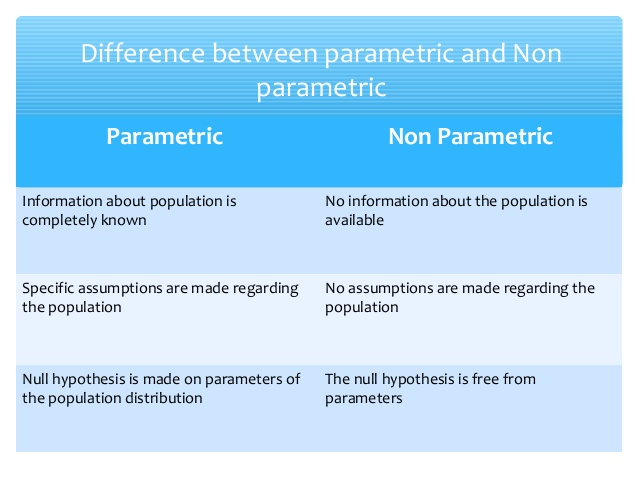 Difference between parametric and Non
parametric
Parametric
Non Parametric
Information about population is
completely known
No information about the population is
available
Specific assumptions are made regarding
the population
No assumptions are made regarding the
population
Null hypothesis is made on parameters of
the population distribution
The null hypothesis is free from
parameters